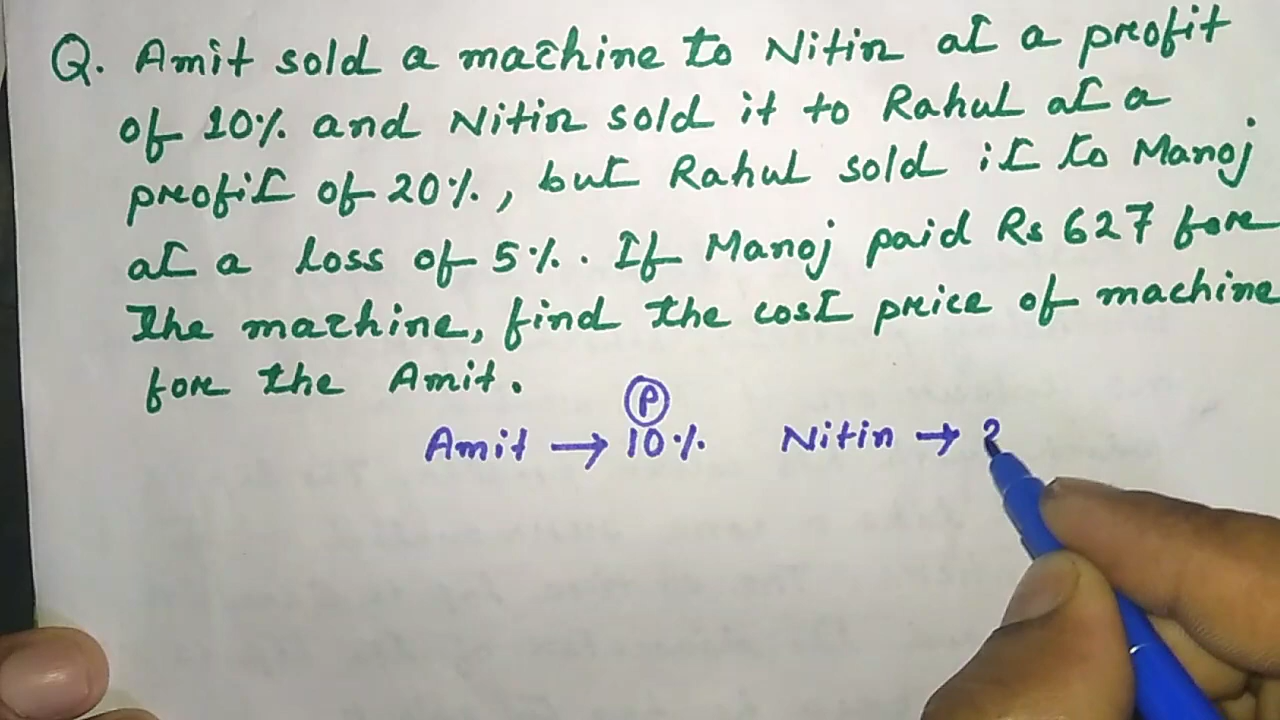 Q. Amit sold a machine to Nitin at a profit
of 10% and Nitin sold it to Rahul at a
profit of 20%, but Rahul sold it to Manoj
at a loss of 5%. If Manoj paid Rs 627 for
The machine, find the cost price of machine
for the Amit.
P
Amit → 10% Nitin → 2